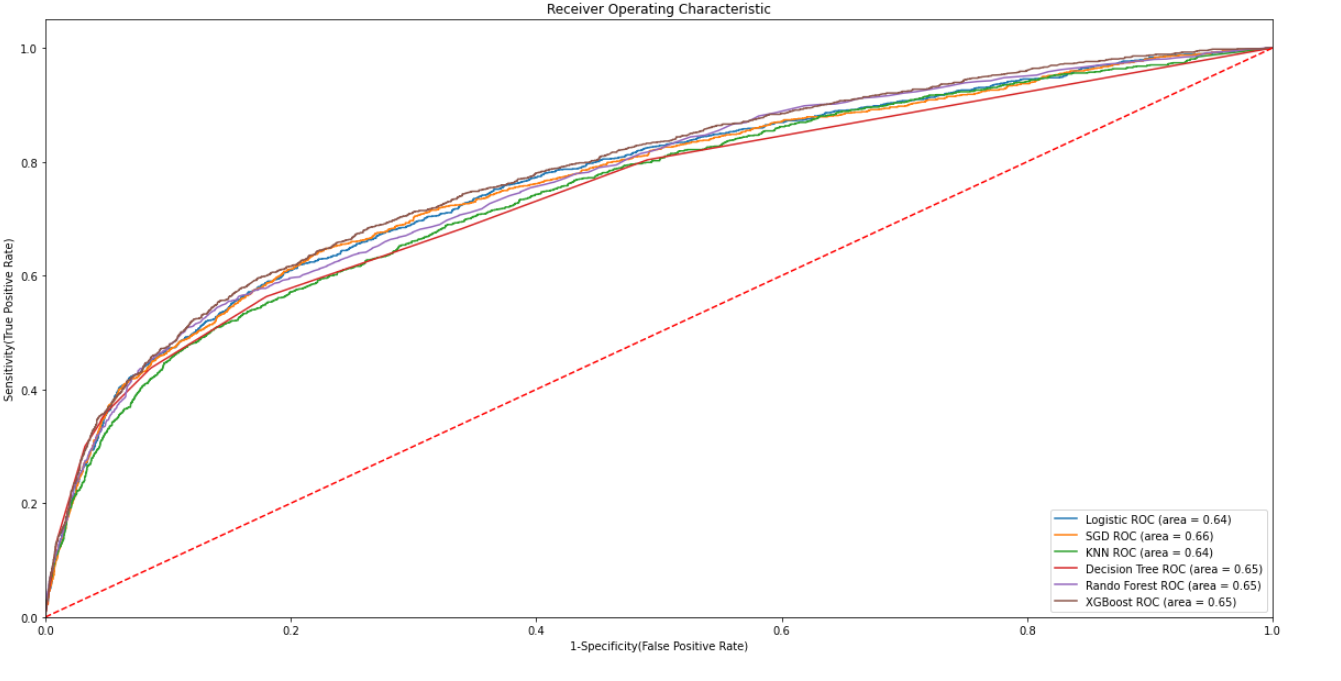 Receiver Operating Characteristic
1.0
0.8
0.6
0.4
0.2
0.0
Sensitivity(True Positive Rate)
0.0 0.2 0.4 0.6 0.8 1.0
1-Specificity(False Positive Rate)
Logistic ROC (area = 0.64)
SGD ROC (area = 0.66)
KNN ROC (area = 0.64)
Decision Tree ROC (area = 0.65)
Rando Forest ROC (area = 0.65)
XGBoost ROC (area = 0.65)